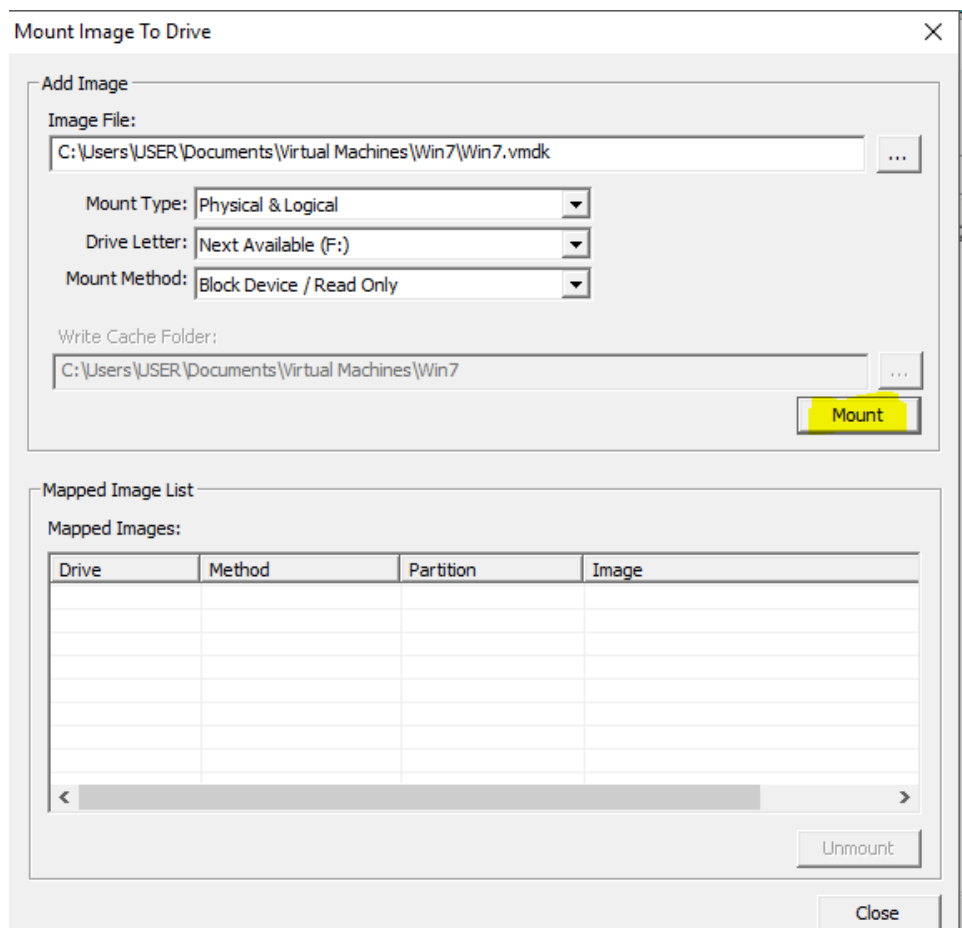 Mount Image To Drive
Add Image
Image File:
C:\Users\USER\Documents\Virtual Machines\Win7\Win7.vmdk
...
Mount Type: Physical & Logical
Drive Letter: Next Available (F:)
Mount Method: Block Device / Read Only
Write Cache Folder:
C:\Users\USER\Documents\Virtual Machines\Win7
...
Mount
Mapped Image List
Mapped Images:
Drive Method Partition Image
Unmount
Close